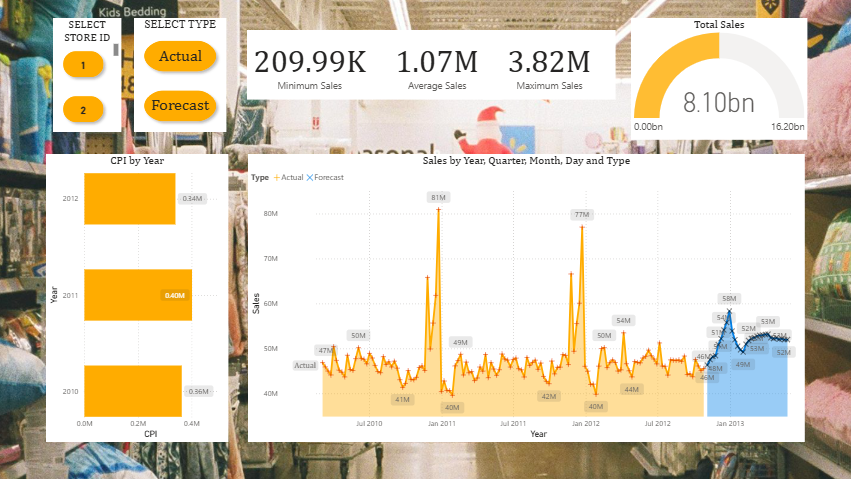 Kids Bedding
SELECT
STORE ID
1
2
SELECT TYPE
Actual
Forecast
209.99K
Minimum Sales
1.07M
Average Sales
3.82M
Maximum Sales
Total Sales
8.10bn
0.00bn
16.20bn
CPI by Year
2012
0.34M
2011
0.40M
2010
0.36M
Year
0.0M
0.2M
0.4M
CPI
Sales by Year, Quarter, Month, Day and Type
Type
Actual
Forecast
80M
70M
60M
50M
40M
Sales
Actual
47M
50M
41M
81M
40M
49M
42M
77M
40M
50M
54M
44M
46M
46M
48M
51M
58M
49M
52M
53M
53M
52M
Jul 2010
Jan 2011
Jul 2011
Jan 2012
Jul 2012
Jan 2013
Year